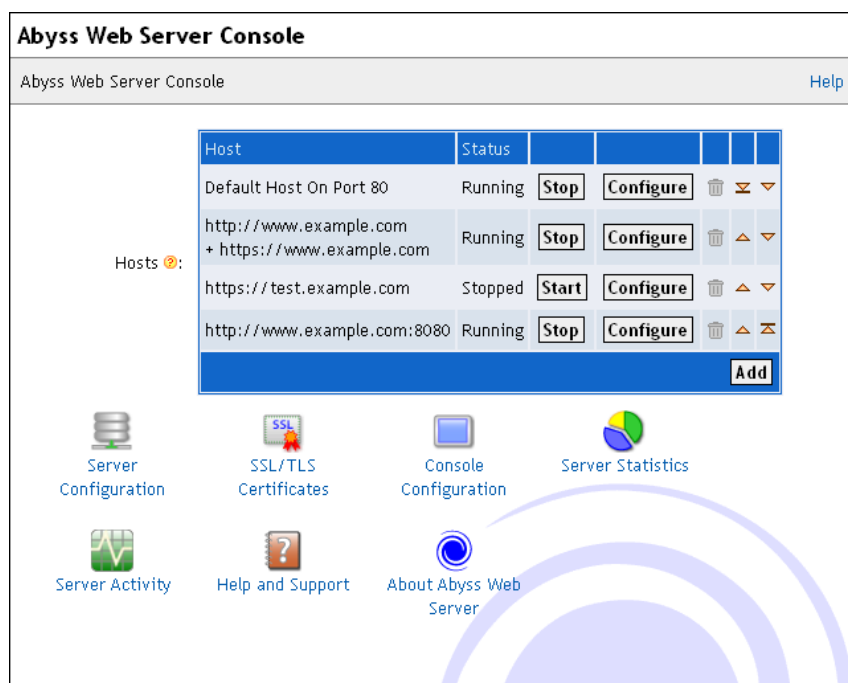 Abyss Web Server Console
Abyss Web Server Console
Help
Host Status
Default Host On Port 80 Running Stop Configure
http://www.example.com
+ https://www.example.com Running Stop Configure
Hosts ?:
https://test.example.com Stopped Start Configure
http://www.example.com:8080 Running Stop Configure
Add
SSL
Server
Configuration
SSL/TLS
Certificates
Console
Configuration
Server Statistics
?
Server Activity
Help and Support
About Abyss Web
Server